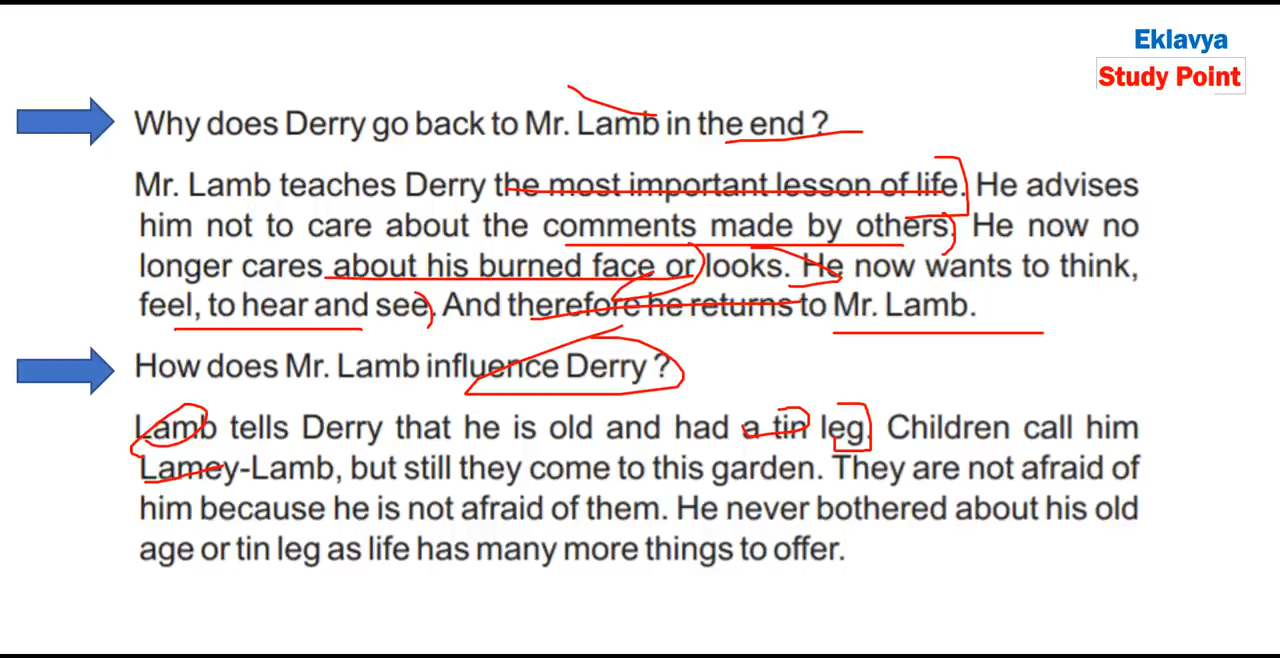 Eklavya
Study Point
Why does Derry go back to Mr. Lamb in the end ?
Mr. Lamb teaches Derry the most important lesson of life. He advises
him not to care about the comments made by others. He now no
longer cares about his burned face or looks. He now wants to think,
feel, to hear and see. And therefore he returns to Mr. Lamb.
How does Mr. Lamb influence Derry ?
Lamb tells Derry that he is old and had a tin leg. Children call him
Lamey-Lamb, but still they come to this garden. They are not afraid of
him because he is not afraid of them. He never bothered about his old
age or tin leg as life has many more things to offer.